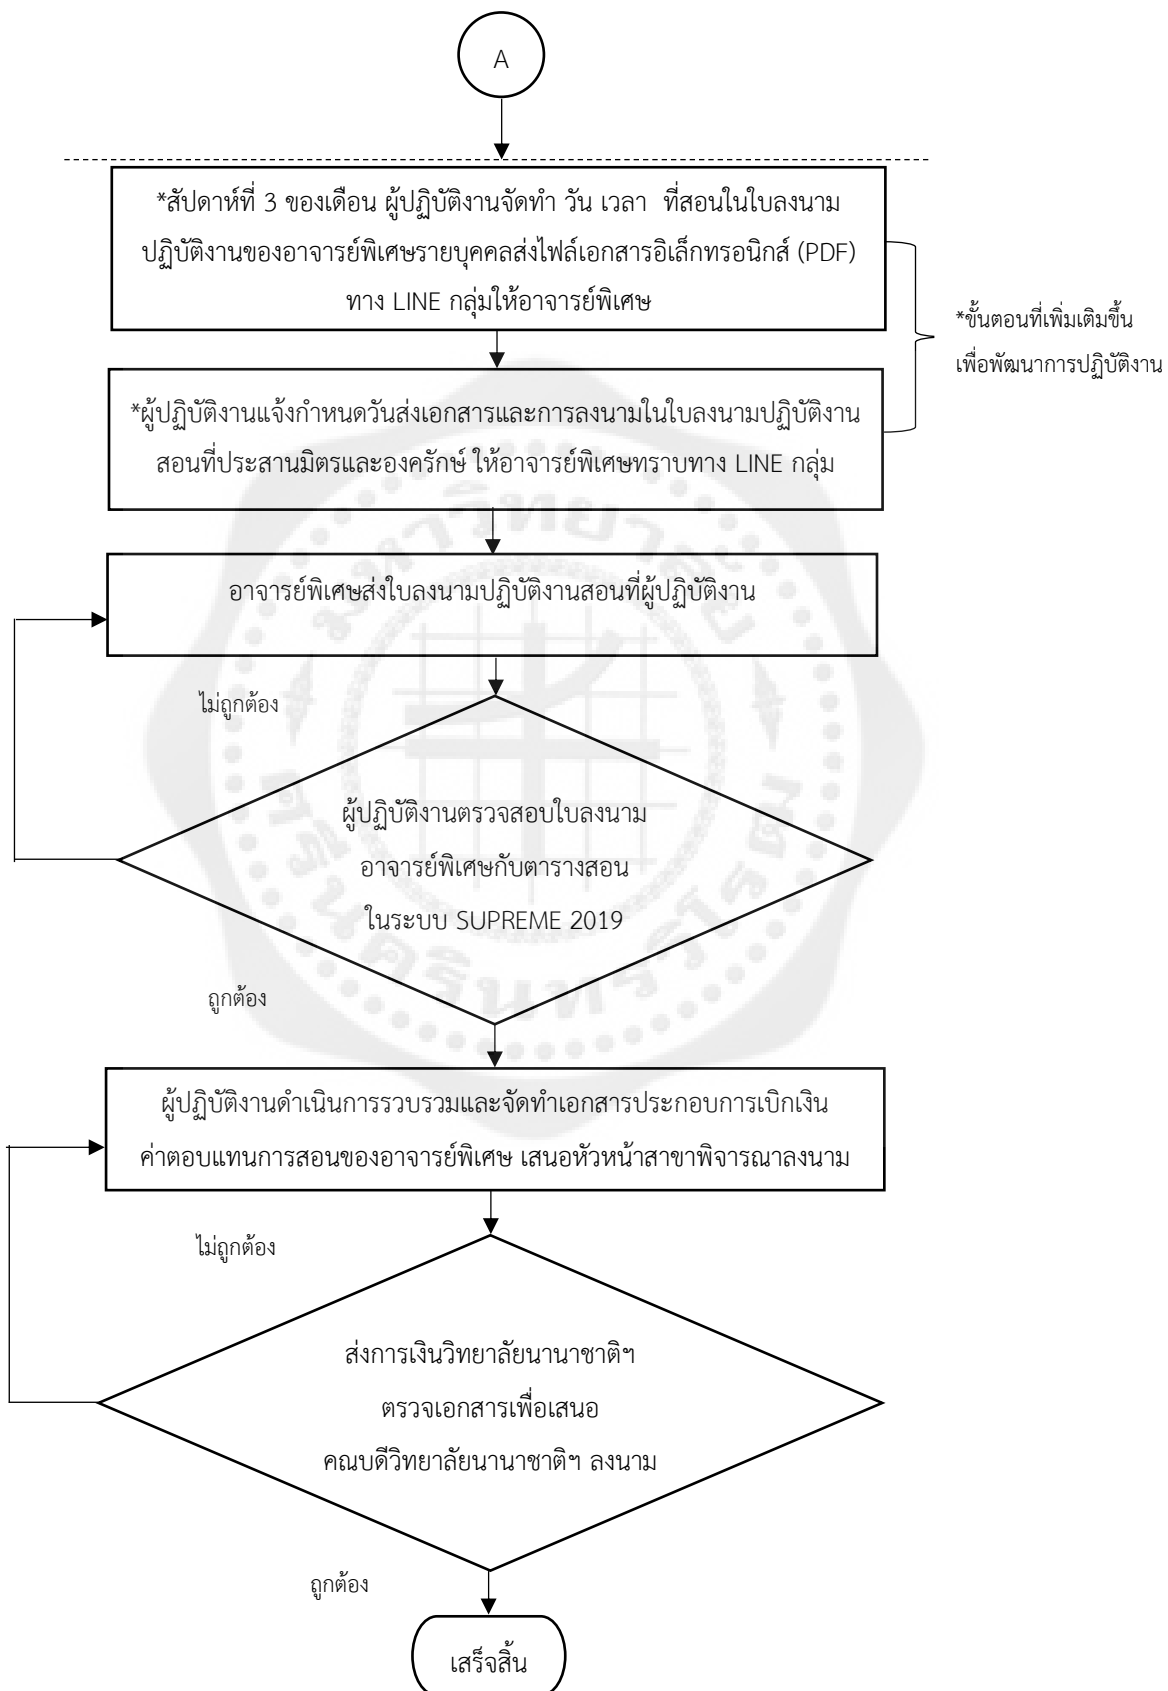 A
*สัปดาห์ที่ 3 ของเดือน ผู้ปฏิบัติงานจัดทำ วัน เวลา ที่สอนในใบลงนาม
ปฏิบัติงานของอาจารย์พิเศษรายบุคคลส่งไฟล์เอกสารอิเล็กทรอนิกส์ (PDF)
ทาง LINE กลุ่มให้อาจารย์พิเศษ
*ขั้นตอนที่เพิ่มเติมขึ้น
เพื่อพัฒนาการปฏิบัติงาน
*ผู้ปฏิบัติงานแจ้งกำหนดวันส่งเอกสารและการลงนามในใบลงนามปฏิบัติงาน
สอนที่ประสานมิตรและองครักษ์ ให้อาจารย์พิเศษทราบทาง LINE กลุ่ม
อาจารย์พิเศษส่งใบลงนามปฏิบัติงานสอนที่ผู้ปฏิบัติงาน
ไม่ถูกต้อง
ผู้ปฏิบัติงานตรวจสอบใบลงนาม
อาจารย์พิเศษกับตารางสอน
ในระบบ SUPREME 2019
ถูกต้อง
ผู้ปฏิบัติงานดำเนินการรวบรวมและจัดทำเอกสารประกอบการเบิกเงิน
ค่าตอบแทนการสอนของอาจารย์พิเศษ เสนอหัวหน้าสาขาพิจารณาลงนาม
ไม่ถูกต้อง
ส่งการเงินวิทยาลัยนานาชาติฯ
ตรวจเอกสารเพื่อเสนอ
คณบดีวิทยาลัยนานาชาติฯ ลงนาม
ถูกต้อง
เสร็จสิ้น
มหาวิทยาลัย
ศรีนครินทรวิโรฒ